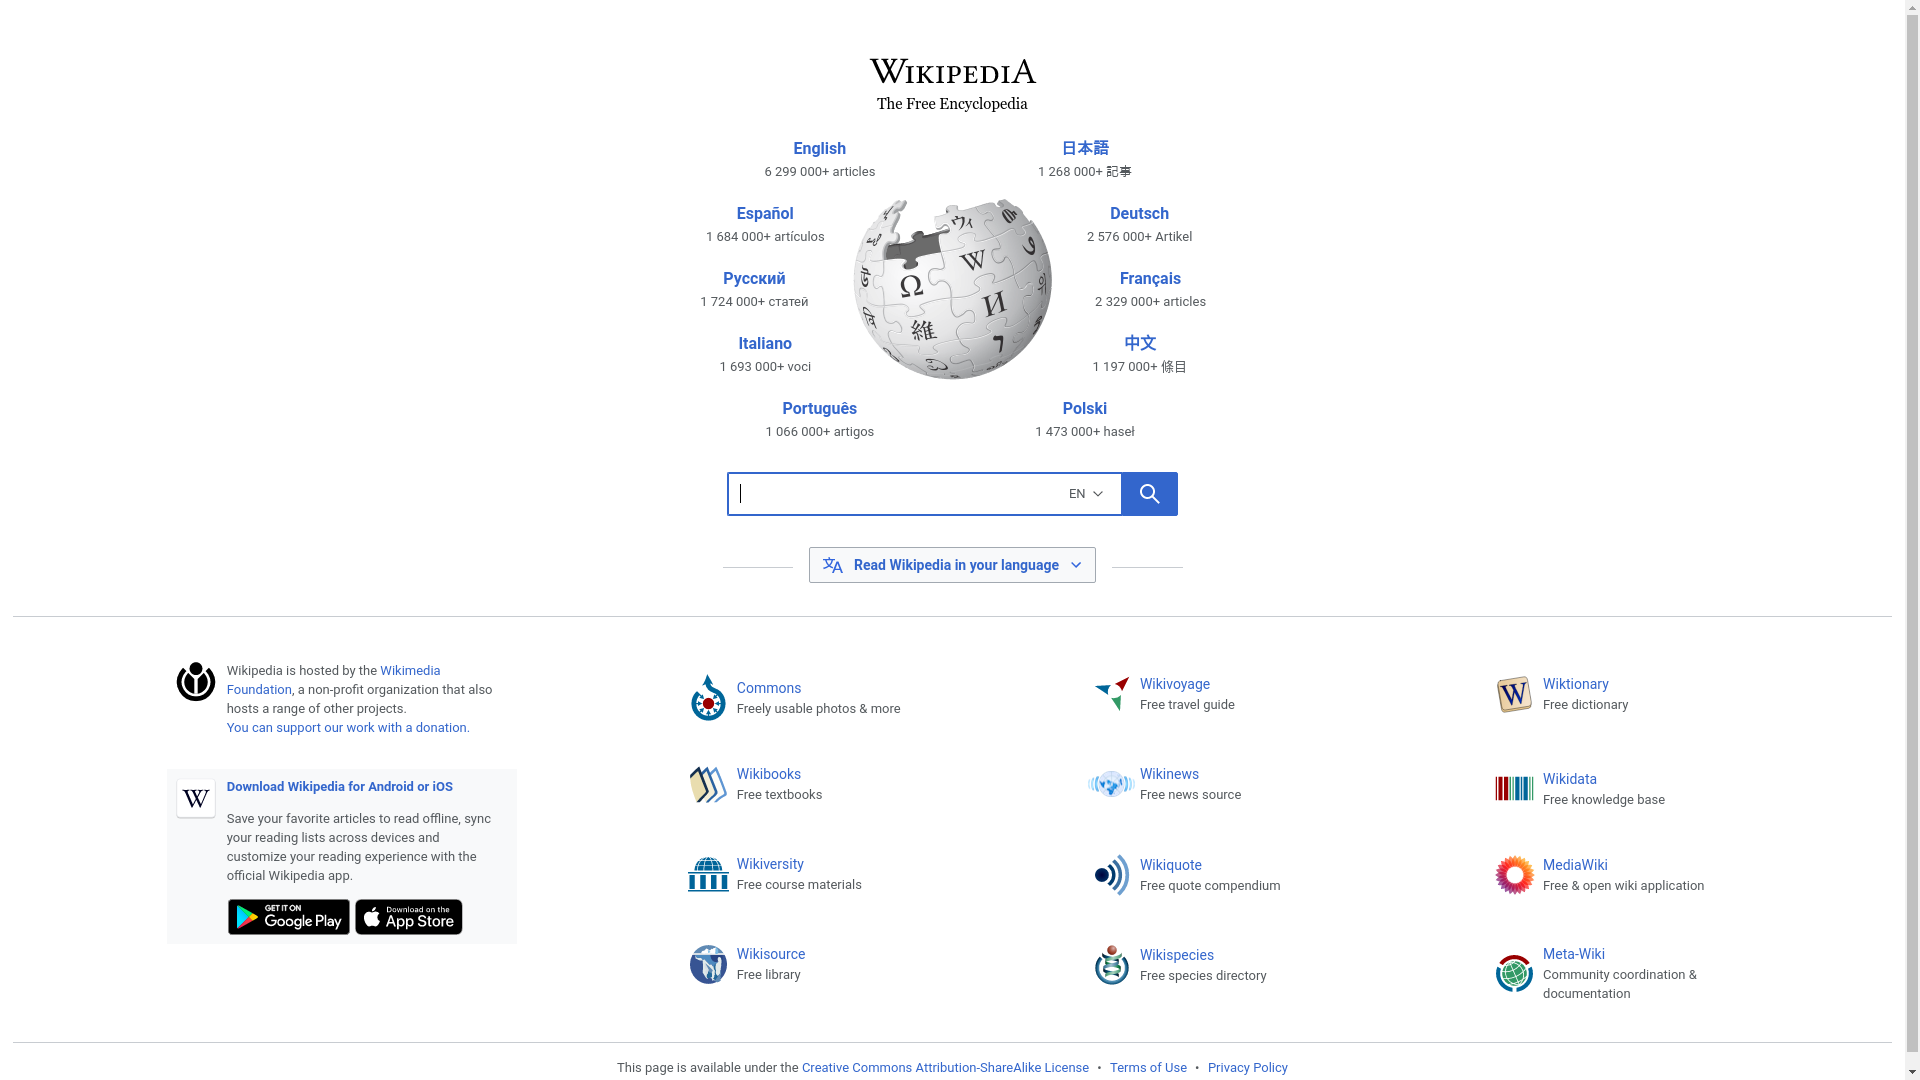 WIKIPEDIA
The Free Encyclopedia
English
6 299 000+ articles
日本語
1 268 000+ 記事
Español
1 684 000+ artículos
Deutsch
2 576 000+ Artikel
Русский
1 724 000+ статей
Français
2 329 000+ articles
Italiano
1 693 000+ voci
中文
1 197 000+ 條目
Português
1 066 000+ artigos
Polski
1 473 000+ haseł
Ω
W
И
維
ウィ
7
EN
Read Wikipedia in your language
Wikipedia is hosted by the Wikimedia
Foundation, a non-profit organization that also
hosts a range of other projects.
You can support our work with a donation.
W
Download Wikipedia for Android or iOS
Save your favorite articles to read offline, sync
your reading lists across devices and
customize your reading experience with the
official Wikipedia app.
GET IT ON
Google Play
Download on the
App Store
Commons
Freely usable photos & more
Wikivoyage
Free travel guide
W
Wiktionary
Free dictionary
Wikibooks
Free textbooks
Wikinews
Free news source
Wikidata
Free knowledge base
Wikiversity
Free course materials
Wikiquote
Free quote compendium
MediaWiki
Free & open wiki application
Wikisource
Free library
Wikispecies
Free species directory
Meta-Wiki
Community coordination &
documentation
This page is available under the Creative Commons Attribution-ShareAlike License • Terms of Use • Privacy Policy